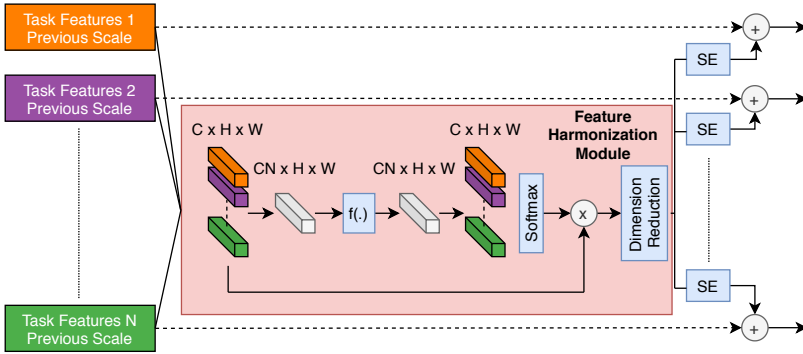 Task Features 1
Previous Scale
+
SE
Task Features 2
Previous Scale
+
SE
Feature
Harmonization
Module
C x H x W
C x H x W
CN x H x W
CN x H x W
f(.)
Softmax
x
Dimension
Reduction
SE
Task Features N
Previous Scale
+